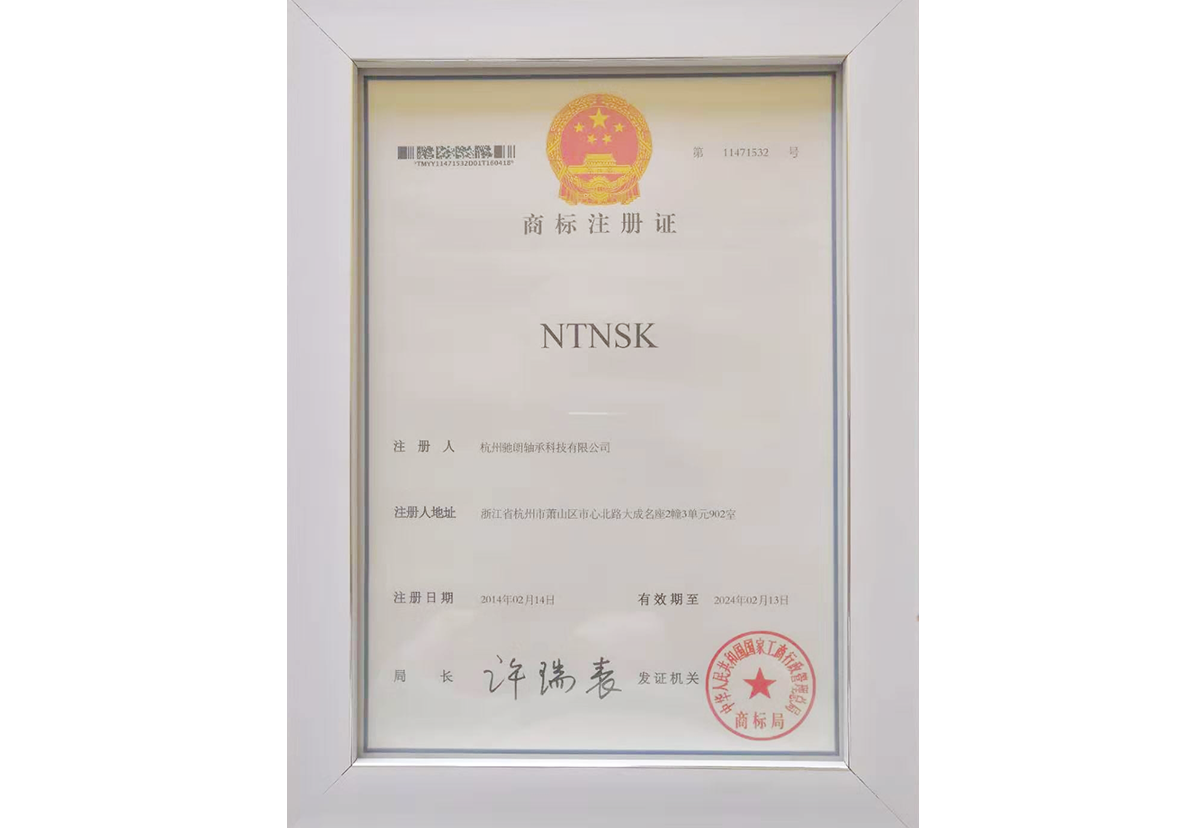 *TMYY11471532D01T160418*
第 11471532 号
商标注册证
NTNSK
注册人 杭州驰朗轴承科技有限公司
注册人地址 浙江省杭州市萧山区市心北路大成名座2幢3单元902室
注册日期 2014年02月14日 有效期至 2024年02月13日
局长 许瑞表 发证机关
中华人民共和国国家工商行政管理总局
商标局